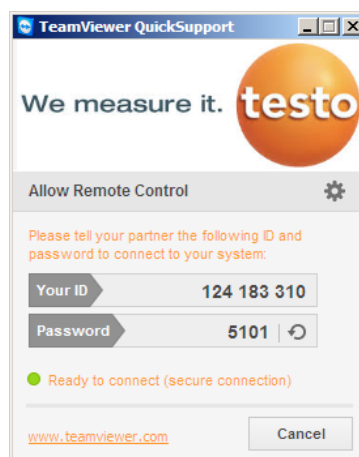 TeamViewer QuickSupport
We measure it. testo
Allow Remote Control
Please tell your partner the following ID and
password to connect to your system:
Your ID 124 183 310
Password 5101
Ready to connect (secure connection)
www.teamviewer.com Cancel